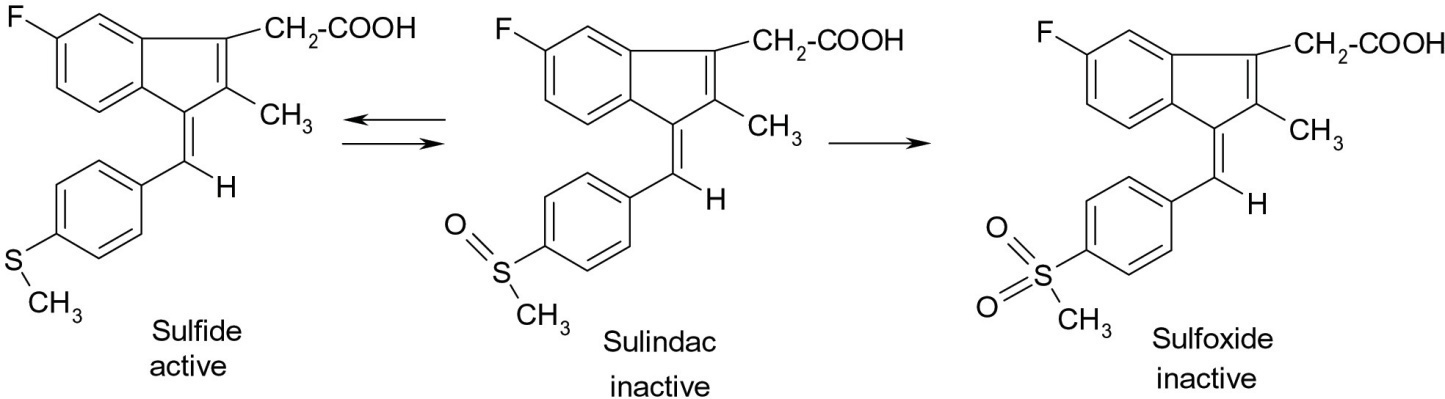 F
CH2-COOH
CH3
H
S
CH3
Sulfide
active
F
CH2-COOH
CH3
H
O
S
CH3
Sulindac
inactive
F
CH2-COOH
CH3
H
O
S
O
CH3
Sulfoxide
inactive